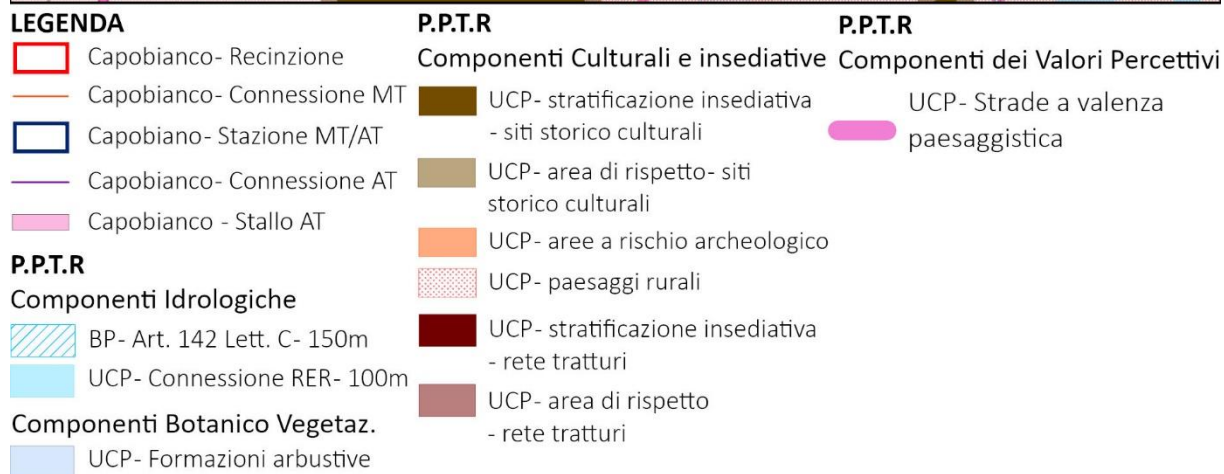 LEGENDA
Capobianco- Recinzione
Capobianco- Connessione MT
Capobiano- Stazione MT/AT
Capobianco- Connessione AT
Capobianco - Stallo AT
P.P.T.R
Componenti Idrologiche
BP- Art. 142 Lett. C- 150m
UCP- Connessione RER- 100m
Componenti Botanico Vegetaz.
UCP- Formazioni arbustive
P.P.T.R
Componenti Culturali e insediative
UCP- stratificazione insediativa
- siti storico culturali
UCP- area di rispetto- siti
storico culturali
UCP- aree a rischio archeologico
UCP- paesaggi rurali
UCP- stratificazione insediativa
- rete tratturi
UCP- area di rispetto
- rete tratturi
P.P.T.R
Componenti dei Valori Percettivi
UCP- Strade a valenza
paesaggistica